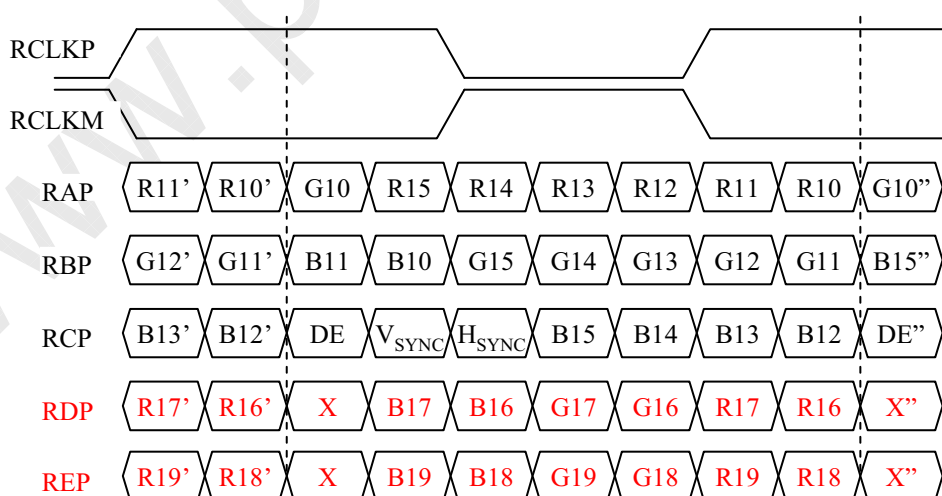 RCLKP
RCLKM
RAP R11’ R10’ G10 R15 R14 R13 R12 R11 R10 G10”
RBP G12’ G11’ B11 B10 G15 G14 G13 G12 G11 B15”
RCP B13’ B12’ DE VSYNC HSYNC B15 B14 B13 B12 DE”
RDP R17’ R16’ X B17 B16 G17 G16 R17 R16 X”
REP R19’ R18’ X B19 B18 G19 G18 R19 R18 X”